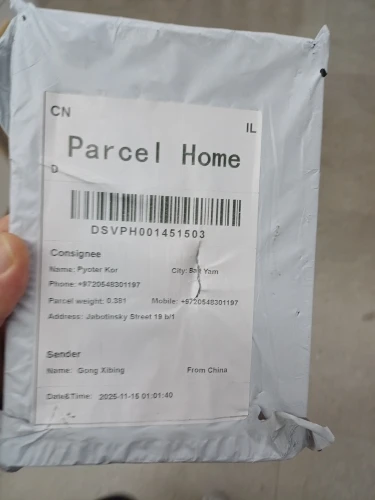 CN
IL
Parcel Home
D
DSVPH001451503
Consignee
Name: Pyoter Kor City: Bat Yam
Phone: +9720548301197
Parcel weight: 0.381 Mobile: +9720548301197
Address: Jabotinsky Street 19 b/1
Sender
Name: Gong Xibing From China
Date&Time: 2025-11-15 01:01:40